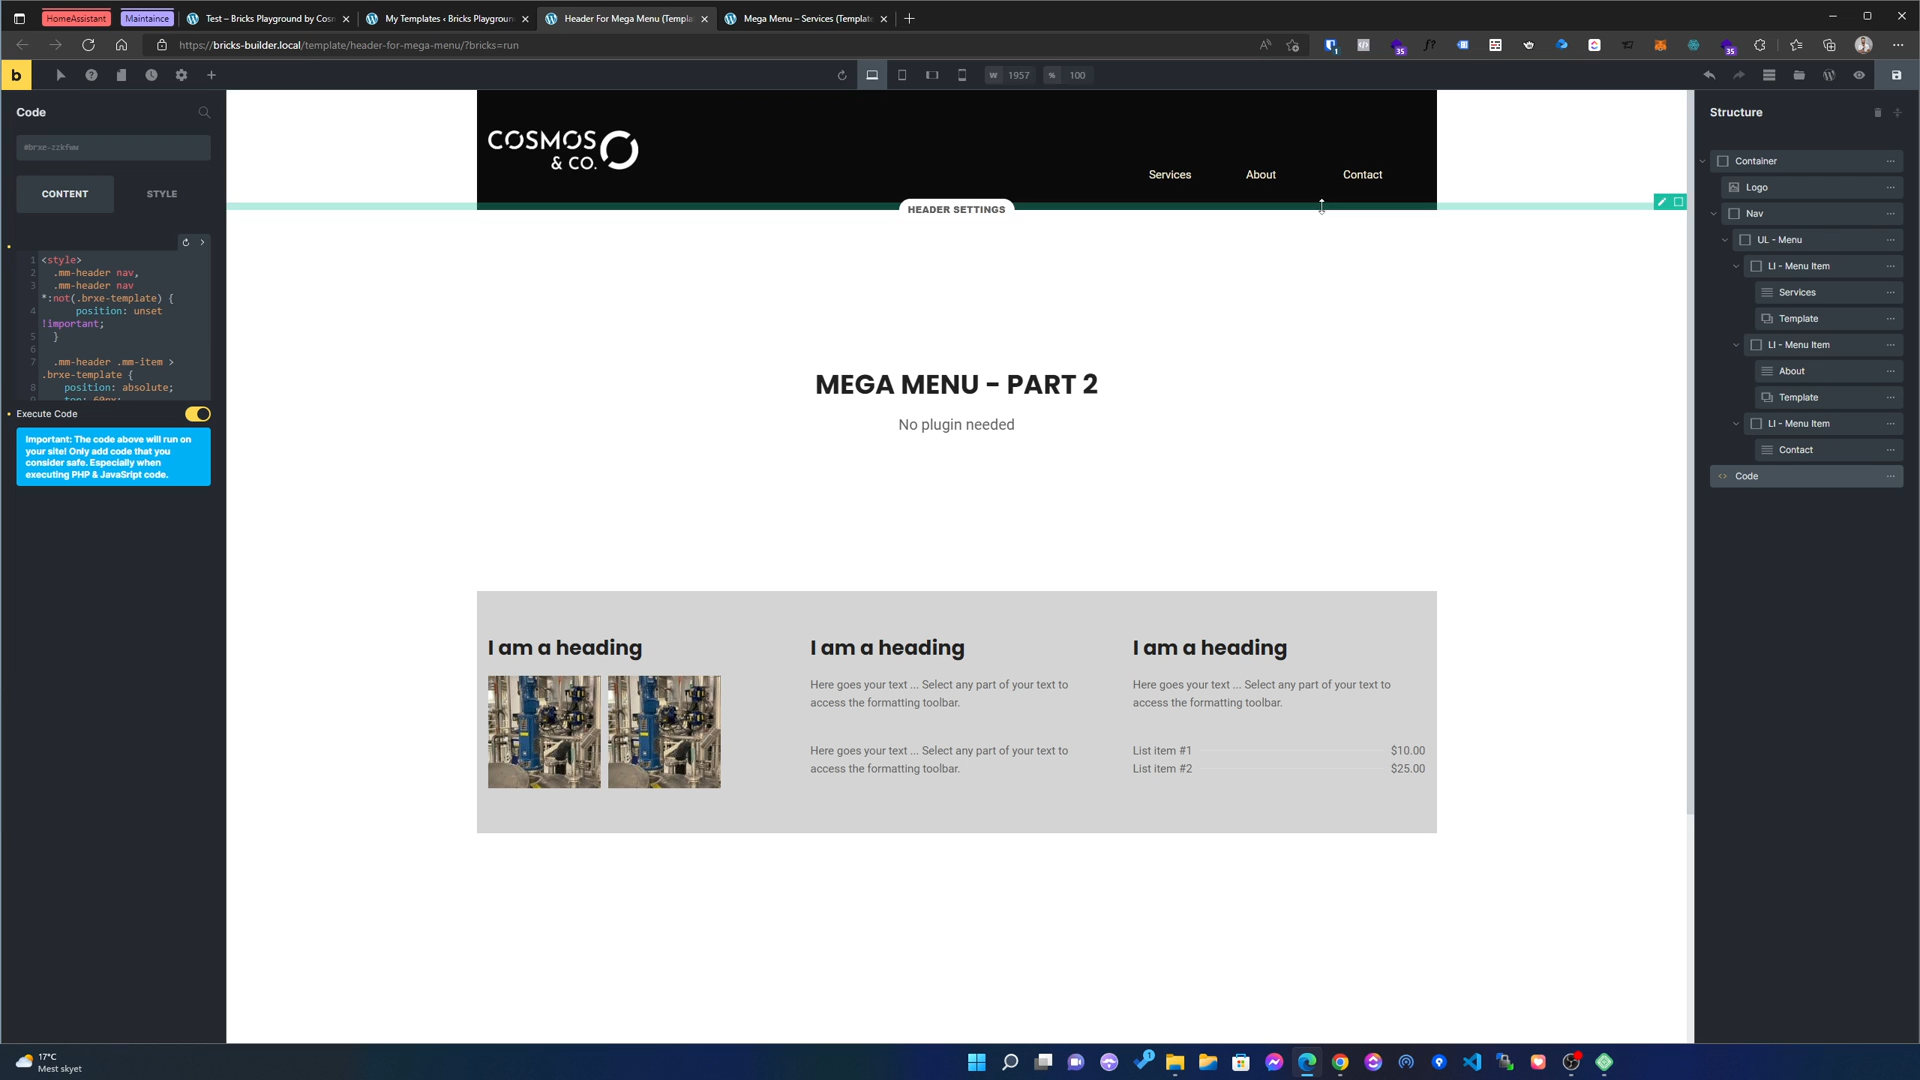 HomeAssistant
Maintaince
Test – Bricks Playground by Cosm
My Templates ‹ Bricks Playgroun
Header For Mega Menu (Templa
Mega Menu – Services (Template
https://bricks-builder.local/template/header-for-mega-menu/?bricks=run
35
35
b
W 1957 % 100
Code
#brxe-zzkfww
CONTENT STYLE
1 <style>
2 .mm-header nav,
3 .mm-header nav
*:not(.brxe-template) {
4 position: unset
!important;
5 }
6
7 .mm-header .mm-item >
.brxe-template {
8 position: absolute;
Execute Code
Important: The code above will run on
your site! Only add code that you
consider safe. Especially when
executing PHP & JavaSript code.
COSMOS
& CO.
Services About Contact
HEADER SETTINGS
MEGA MENU - PART 2
No plugin needed
I am a heading
I am a heading
Here goes your text ... Select any part of your text to
access the formatting toolbar.
Here goes your text ... Select any part of your text to
access the formatting toolbar.
I am a heading
Here goes your text ... Select any part of your text to
access the formatting toolbar.
List item #1 $10.00
List item #2 $25.00
Structure
Container
Logo
Nav
UL - Menu
LI - Menu Item
Services
Template
LI - Menu Item
About
Template
LI - Menu Item
Contact
Code
17°C
Mest skyet